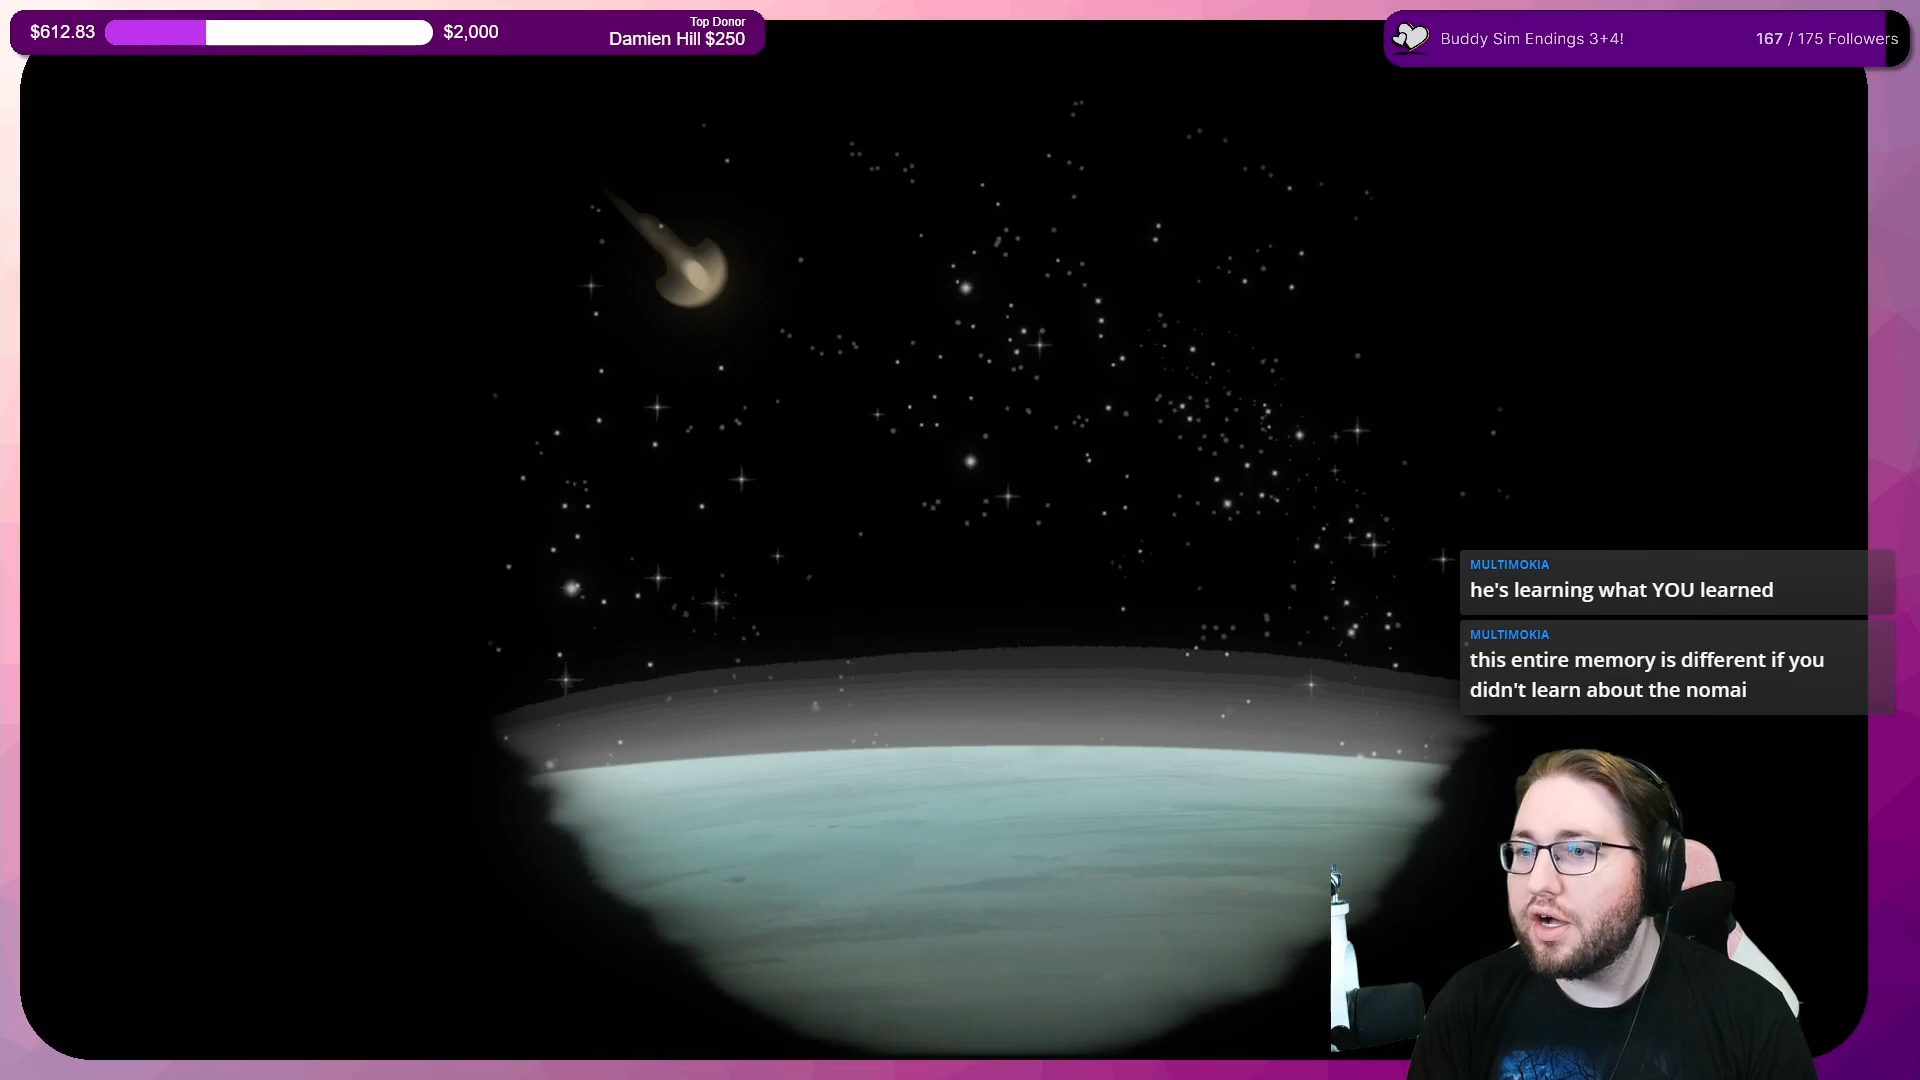 $612.83
$2,000
Top Donor
Damien Hill $250
Buddy Sim Endings 3+4!
167 / 175 Followers
MULTIMOKIA
he's learning what YOU learned
MULTIMOKIA
this entire memory is different if you
didn't learn about the nomai